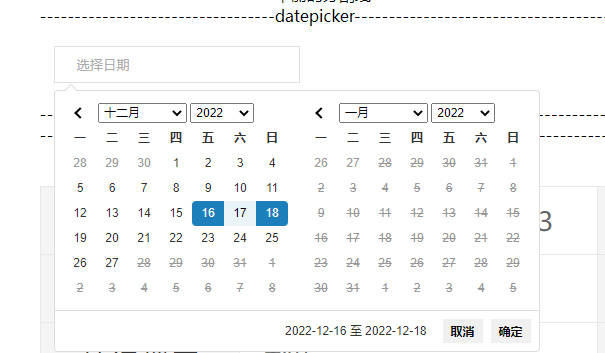 datepicker
选择日期
十二月 2022
一 二 三 四 五 六 日
28 29 30 1 2 3 4
5 6 7 8 9 10 11
12 13 14 15 16 17 18
19 20 21 22 23 24 25
26 27 28 29 30 31 1
2 3 4 5 6 7 8
一月 2022
一 二 三 四 五 六 日
26 27 28 29 30 31 1
2 3 4 5 6 7 8
9 10 11 12 13 14 15
16 17 18 19 20 21 22
23 24 25 26 27 28 29
30 31 1 2 3 4 5
3
2022-12-16 至 2022-12-18 取消 确定